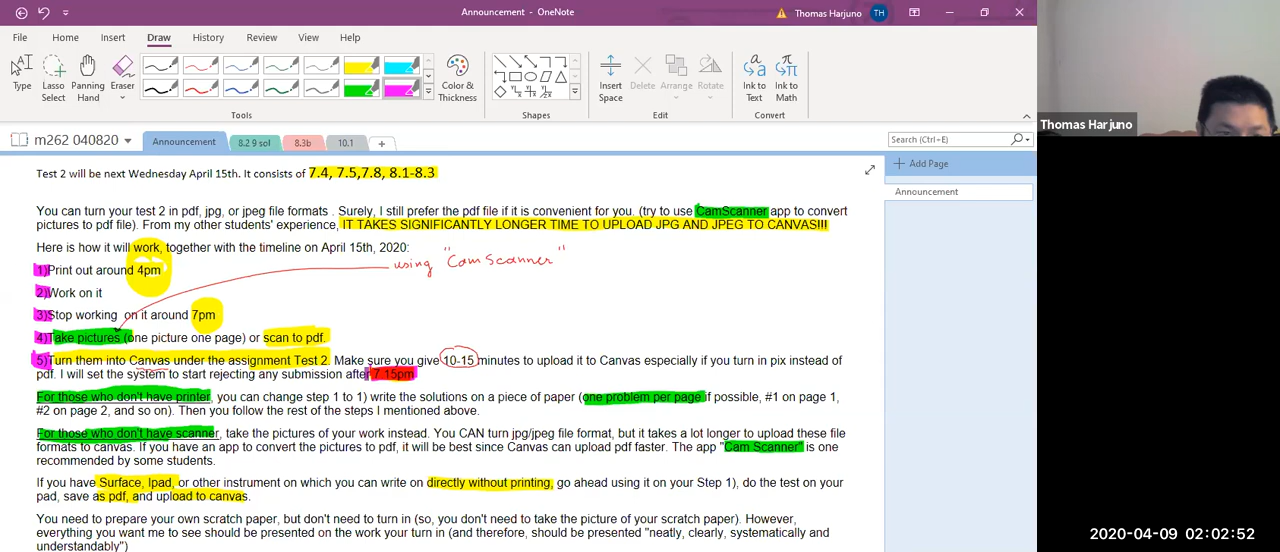 Announcement - OneNote
Thomas Harjuno TH
File Home Insert Draw History Review View Help
Type Lasso Select Panning Hand Eraser Color & Thickness Insert Space Delete Arrange Rotate Ink to Text Ink to Math
Tools Shapes Edit Convert
m262 040820 Announcement 8.2 9 sol 8.3b 10.1 +
Search (Ctrl+E)
Add Page
Announcement
Thomas Harjuno
Test 2 will be next Wednesday April 15th. It consists of 7.4, 7.5,7.8, 8.1-8.3
You can turn your test 2 in pdf, jpg, or jpeg file formats . Surely, I still prefer the pdf file if it is convenient for you. (try to use CamScanner app to convert
pictures to pdf file). From my other students' experience, IT TAKES SIGNIFICANTLY LONGER TIME TO UPLOAD JPG AND JPEG TO CANVAS!!!
Here is how it will work, together with the timeline on April 15th, 2020:
using "CamScanner"
1)Print out around 4pm
2)Work on it
3)Stop working on it around 7pm
4)Take pictures (one picture one page) or scan to pdf.
5)Turn them into Canvas under the assignment Test 2. Make sure you give 10-15 minutes to upload it to Canvas especially if you turn in pix instead of
pdf. I will set the system to start rejecting any submission after 7.15pm
For those who don't have printer, you can change step 1 to 1) write the solutions on a piece of paper (one problem per page if possible, #1 on page 1,
#2 on page 2, and so on). Then you follow the rest of the steps I mentioned above.
For those who don't have scanner, take the pictures of your work instead. You CAN turn jpg/jpeg file format, but it takes a lot longer to upload these file
formats to canvas. If you have an app to convert the pictures to pdf, it will be best since Canvas can upload pdf faster. The app "Cam Scanner" is one
recommended by some students.
If you have Surface, Ipad, or other instrument on which you can write on directly without printing, go ahead using it on your Step 1), do the test on your
pad, save as pdf, and upload to canvas.
You need to prepare your own scratch paper, but don't need to turn in (so, you don't need to take the picture of your scratch paper). However,
everything you want me to see should be presented on the work your turn in (and therefore, should be presented "neatly, clearly, systematically and
understandably")
2020-04-09 02:02:52